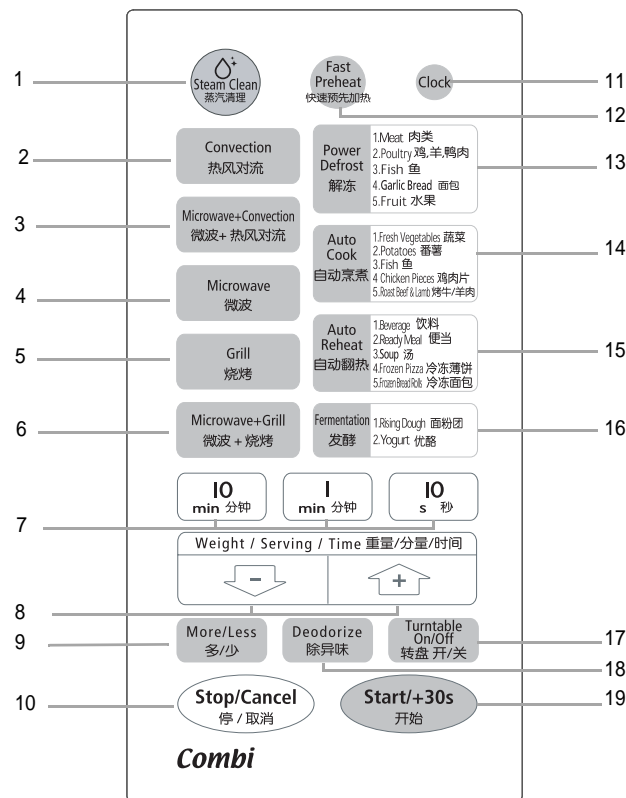 1
Steam Clean
蒸汽清理
Fast
Preheat
快速预先加热
Clock
11
12
2
Convection
热风对流
Power
Defrost
解冻
1.Meat 肉类
2.Poultry 鸡,羊,鸭肉
3.Fish 鱼
4.Garlic Bread 面包
5.Fruit 水果
13
3
Microwave+Convection
微波+ 热风对流
Auto
Cook
自动烹煮
1.Fresh Vegetables 蔬菜
2.Potatoes 番薯
3.Fish 鱼
4 Chicken Pieces 鸡肉片
5.Roast Beef & Lamb 烤牛/羊肉
14
4
Microwave
微波
5
Grill
烧烤
Auto
Reheat
自动翻热
1.Beverage 饮料
2.Ready Meal 便当
3.Soup 汤
4.Frozen Pizza 冷冻薄饼
5.Frozen Bread Rolls 冷冻面包
15
6
Microwave+Grill
微波 + 烧烤
Fermentation
发酵
1.Rising Dough 面粉团
2.Yogurt 优酪
16
10
min 分钟
1
min 分钟
10
s 秒
7
Weight / Serving / Time 重量/分量/时间
- +
8
9
More/Less
多/少
Deodorize
除异味
Turntable
On/Off
转盘 开/关
17
18
10
Stop/Cancel
停 / 取消
Start/+30s
开始
19
Combi